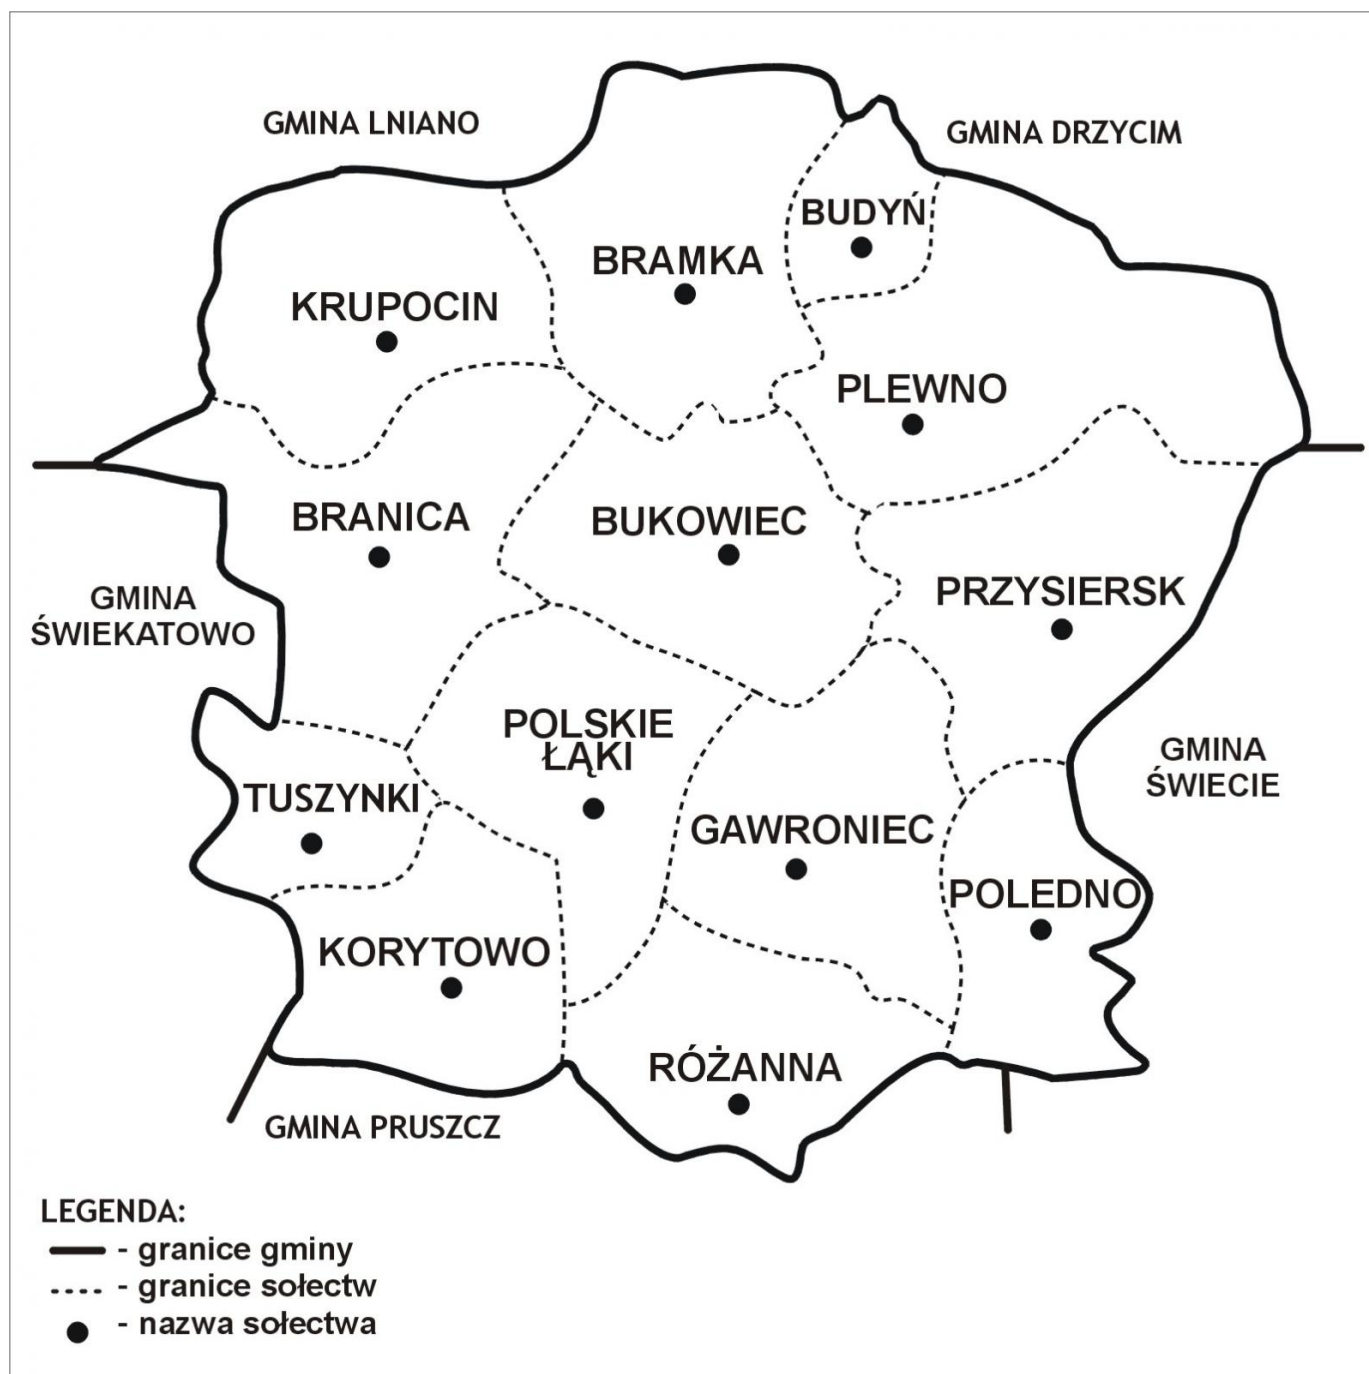 GMINA LNIANO
GMINA DRZYCIM
BUDYŃ
BRAMKA
KRUPOCIN
PLEWNO
BRANICA
BUKOWIEC
PRZYSIERSK
GMINA
ŚWIEKATOWO
POLSKIE
ŁĄKI
GMINA
ŚWIECIE
TUSZYNKI
GAWRONIEC
POLEDNO
KORYTOWO
RÓŻANNA
GMINA PRUSZCZ
LEGENDA:
- granice gminy
- granice sołectw
- nazwa sołectwa